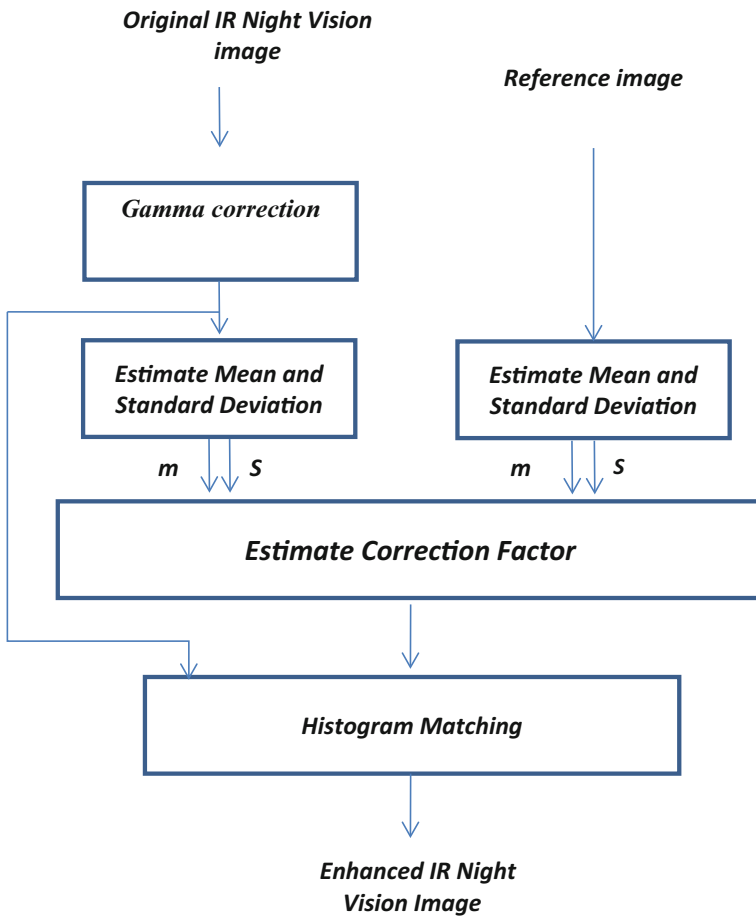 Original IR Night Vision
image
Reference image
Gamma correction
Estimate Mean and
Standard Deviation
Estimate Mean and
Standard Deviation
m S
m S
Estimate Correction Factor
Histogram Matching
Enhanced IR Night
Vision Image